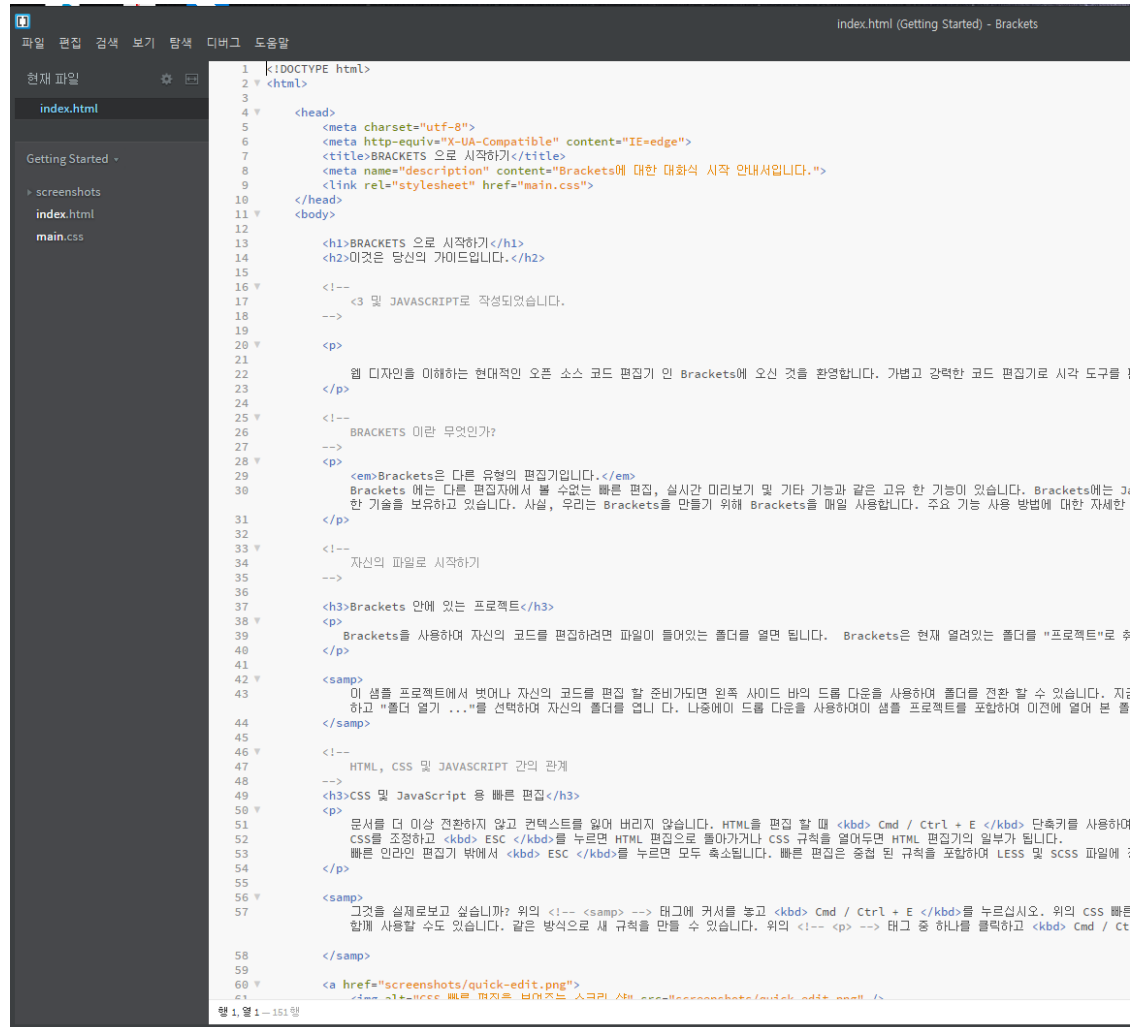 index.html (Getting Started) - Brackets
파일 편집 검색 보기 탐색 디버그 도움말
현재 파일
index.html
Getting Started
screenshots
index.html
main.css
1 <!DOCTYPE html>
2 <html>
3
4 <head>
5 <meta charset="utf-8">
6 <meta http-equiv="X-UA-Compatible" content="IE=edge">
7 <title>BRACKETS 으로 시작하기</title>
8 <meta name="description" content="Brackets에 대한 대화식 시작 안내서입니다.">
9 <link rel="stylesheet" href="main.css">
10 </head>
11 <body>
12
13 <h1>BRACKETS 으로 시작하기</h1>
14 <h2>이것은 당신의 가이드입니다.</h2>
15
16 <!--
17 <3 및 JAVASCRIPT로 작성되었습니다.
18 -->
19
20 <p>
21
22 웹 디자인을 이해하는 현대적인 오픈 소스 코드 편집기 인 Brackets에 오신 것을 환영합니다. 가볍고 강력한 코드 편집기로 시각 도구를
23 </p>
24
25 <!--
26 BRACKETS 이란 무엇인가?
27 -->
28 <p>
29 <em>Brackets은 다른 유형의 편집기입니다.</em>
30 Brackets 에는 다른 편집자에서 볼 수없는 빠른 편집, 실시간 미리보기 및 기타 기능과 같은 고유 한 기능이 있습니다. Brackets에는
한 기술을 보유하고 있습니다. 사실, 우리는 Brackets을 만들기 위해 Brackets을 매일 사용합니다. 주요 기능 사용 방법에 대한 자세한
31 </p>
32
33 <!--
34 자신의 파일로 시작하기
35 -->
36
37 <h3>Brackets 안에 있는 프로젝트</h3>
38 <p>
39 Brackets을 사용하여 자신의 코드를 편집하려면 파일이 들어있는 폴더를 열면 됩니다. Brackets은 현재 열려있는 폴더를 "프로젝트"로
40 </p>
41
42 <samp>
43 이 샘플 프로젝트에서 벗어나 자신의 코드를 편집 할 준비가되면 왼쪽 사이드 바의 드롭 다운을 사용하여 폴더를 전환 할 수 있습니다.
하고 "폴더 열기 ..."를 선택하여 자신의 폴더를 엽니 다. 나중에이 드롭 다운을 사용하여이 샘플 프로젝트를 포함하여 이전에 열어 본
44 </samp>
45
46 <!--
47 HTML, CSS 및 JAVASCRIPT 간의 관계
48 -->
49 <h3>CSS 및 JavaScript 용 빠른 편집</h3>
50 <p>
51 문서를 더 이상 전환하지 않고 컨텍스트를 잃어 버리지 않습니다. HTML을 편집 할 때 <kbd> Cmd / Ctrl + E </kbd> 단축키를 사용하여
52 CSS를 조정하고 <kbd> ESC </kbd>를 누르면 HTML 편집으로 돌아가거나 CSS 규칙을 열어두면 HTML 편집기의 일부가 됩니다.
53 빠른 인라인 편집기 밖에서 <kbd> ESC </kbd>를 누르면 모두 축소됩니다. 빠른 편집은 중첩 된 규칙을 포함하여 LESS 및 SCSS 파일에
54 </p>
55
56 <samp>
57 그것을 실제로보고 싶습니까? 위의 <!-- <samp> --> 태그에 커서를 놓고 <kbd> Cmd / Ctrl + E </kbd>를 누르십시오. 위의 CSS 빠른
함께 사용할 수도 있습니다. 같은 방식으로 새 규칙을 만들 수 있습니다. 위의 <!-- <p> --> 태그 중 하나를 클릭하고 <kbd> Cmd /
58 </samp>
59
60 <a href="screenshots/quick-edit.png">
61 <img alt="CSS 빠른 편집을 보여주는 스크린 샷" src="screenshots/quick-edit.png" />
행 1, 열 1 — 151 행